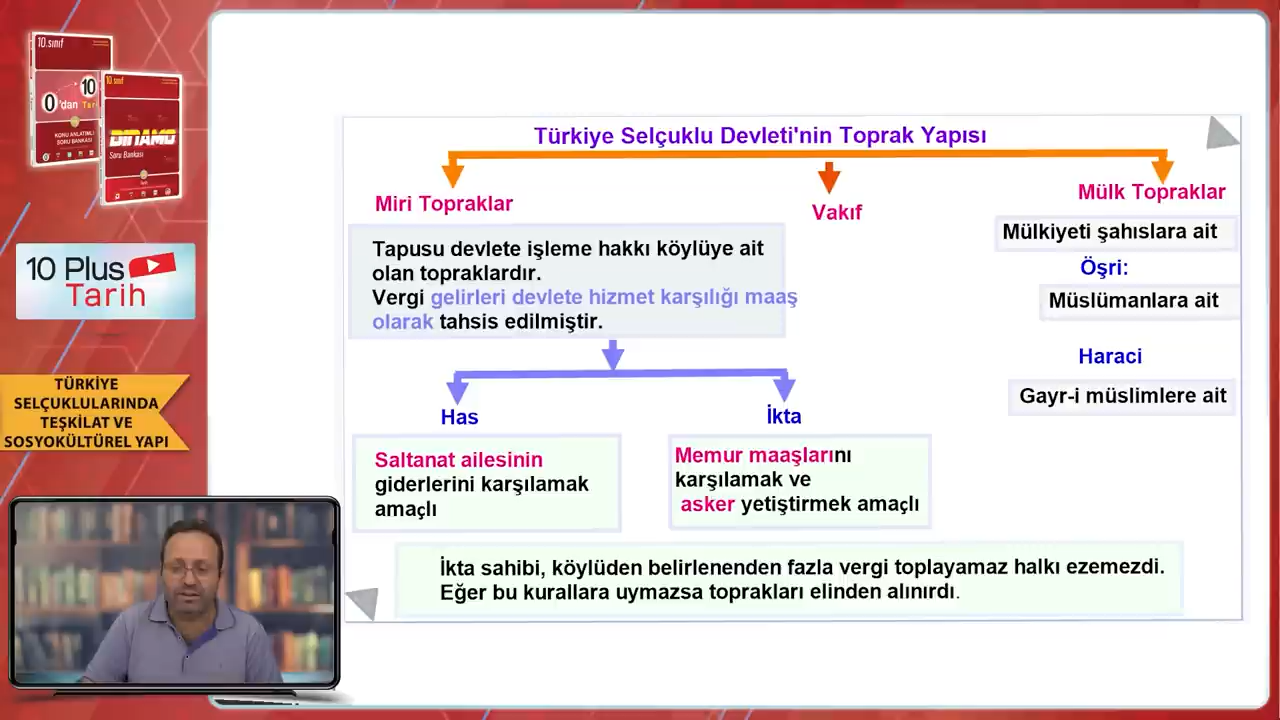 10.sınıf
0'dan 10
Tar
KONU ANLATIMLI
SORU BANKASI
10.sınıf
DINAMO
Soru Bankası
10 Plus
Tarih
TÜRKİYE
SELÇUKLULARINDA
TEŞKİLAT VE
SOSYOKÜLTÜREL YAPI
Türkiye Selçuklu Devleti'nin Toprak Yapısı
Miri Topraklar
Vakıf
Mülk Topraklar
Tapusu devlete işleme hakkı köylüye ait
olan topraklardır.
Vergi gelirleri devlete hizmet karşılığı maaş
olarak tahsis edilmiştir.
Mülkiyeti şahıslara ait
Öşri:
Müslümanlara ait
Haraci
Gayr-i müslimlere ait
Has
İkta
Saltanat ailesinin
giderlerini karşılamak
amaçlı
Memur maaşlarını
karşılamak ve
asker yetiştirmek amaçlı
İkta sahibi, köylüden belirlenenden fazla vergi toplayamaz halkı ezemezdi.
Eğer bu kurallara uymazsa toprakları elinden alınırdı.